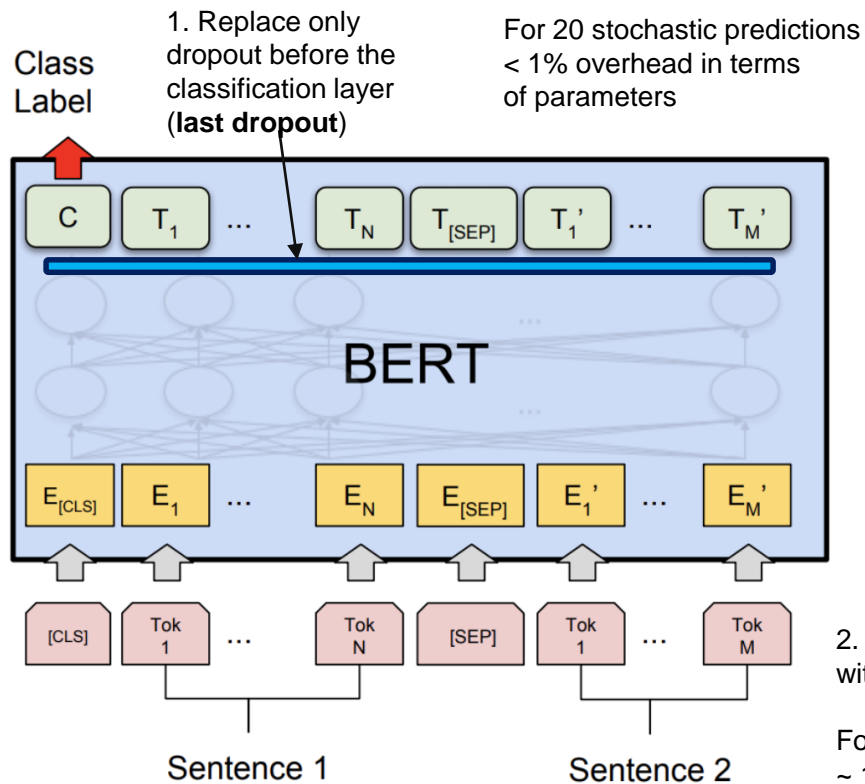 1. Replace only
dropout before the
classification layer
(last dropout)
For 20 stochastic predictions
< 1% overhead in terms
of parameters
Class
Label
C T1 ... TN T[SEP] T1' ... TM'
...
BERT
...
E[CLS] E1 ... EN E[SEP] E1' ... EM'
[CLS] Tok 1 ... Tok N [SEP] Tok 1 ... Tok M
Sentence 1 Sentence 2
2.
wit
Fo
~ 1